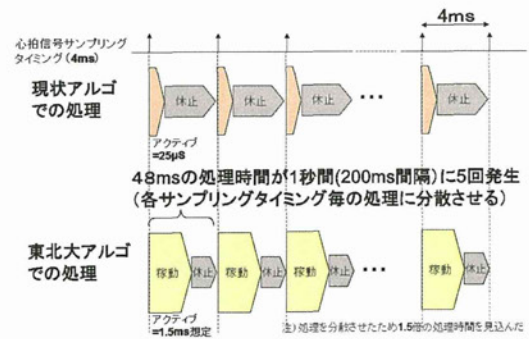 4ms
心拍信号サンプリング
タイミング(4ms)
現状アルゴ
での処理
休止
休止
休止
•••
休止
アクティブ
=25μS
48msの処理時間が1秒間(200ms間隔)に5回発生
(各サンプリングタイミング毎の処理に分散させる)
東北大アルゴ
での処理
稼動
休止
稼動
休止
稼動
休止
•••
稼動
休止
アクティブ
=1.5ms想定
注)処理を分散させたため1.5倍の処理時間を見込んだ